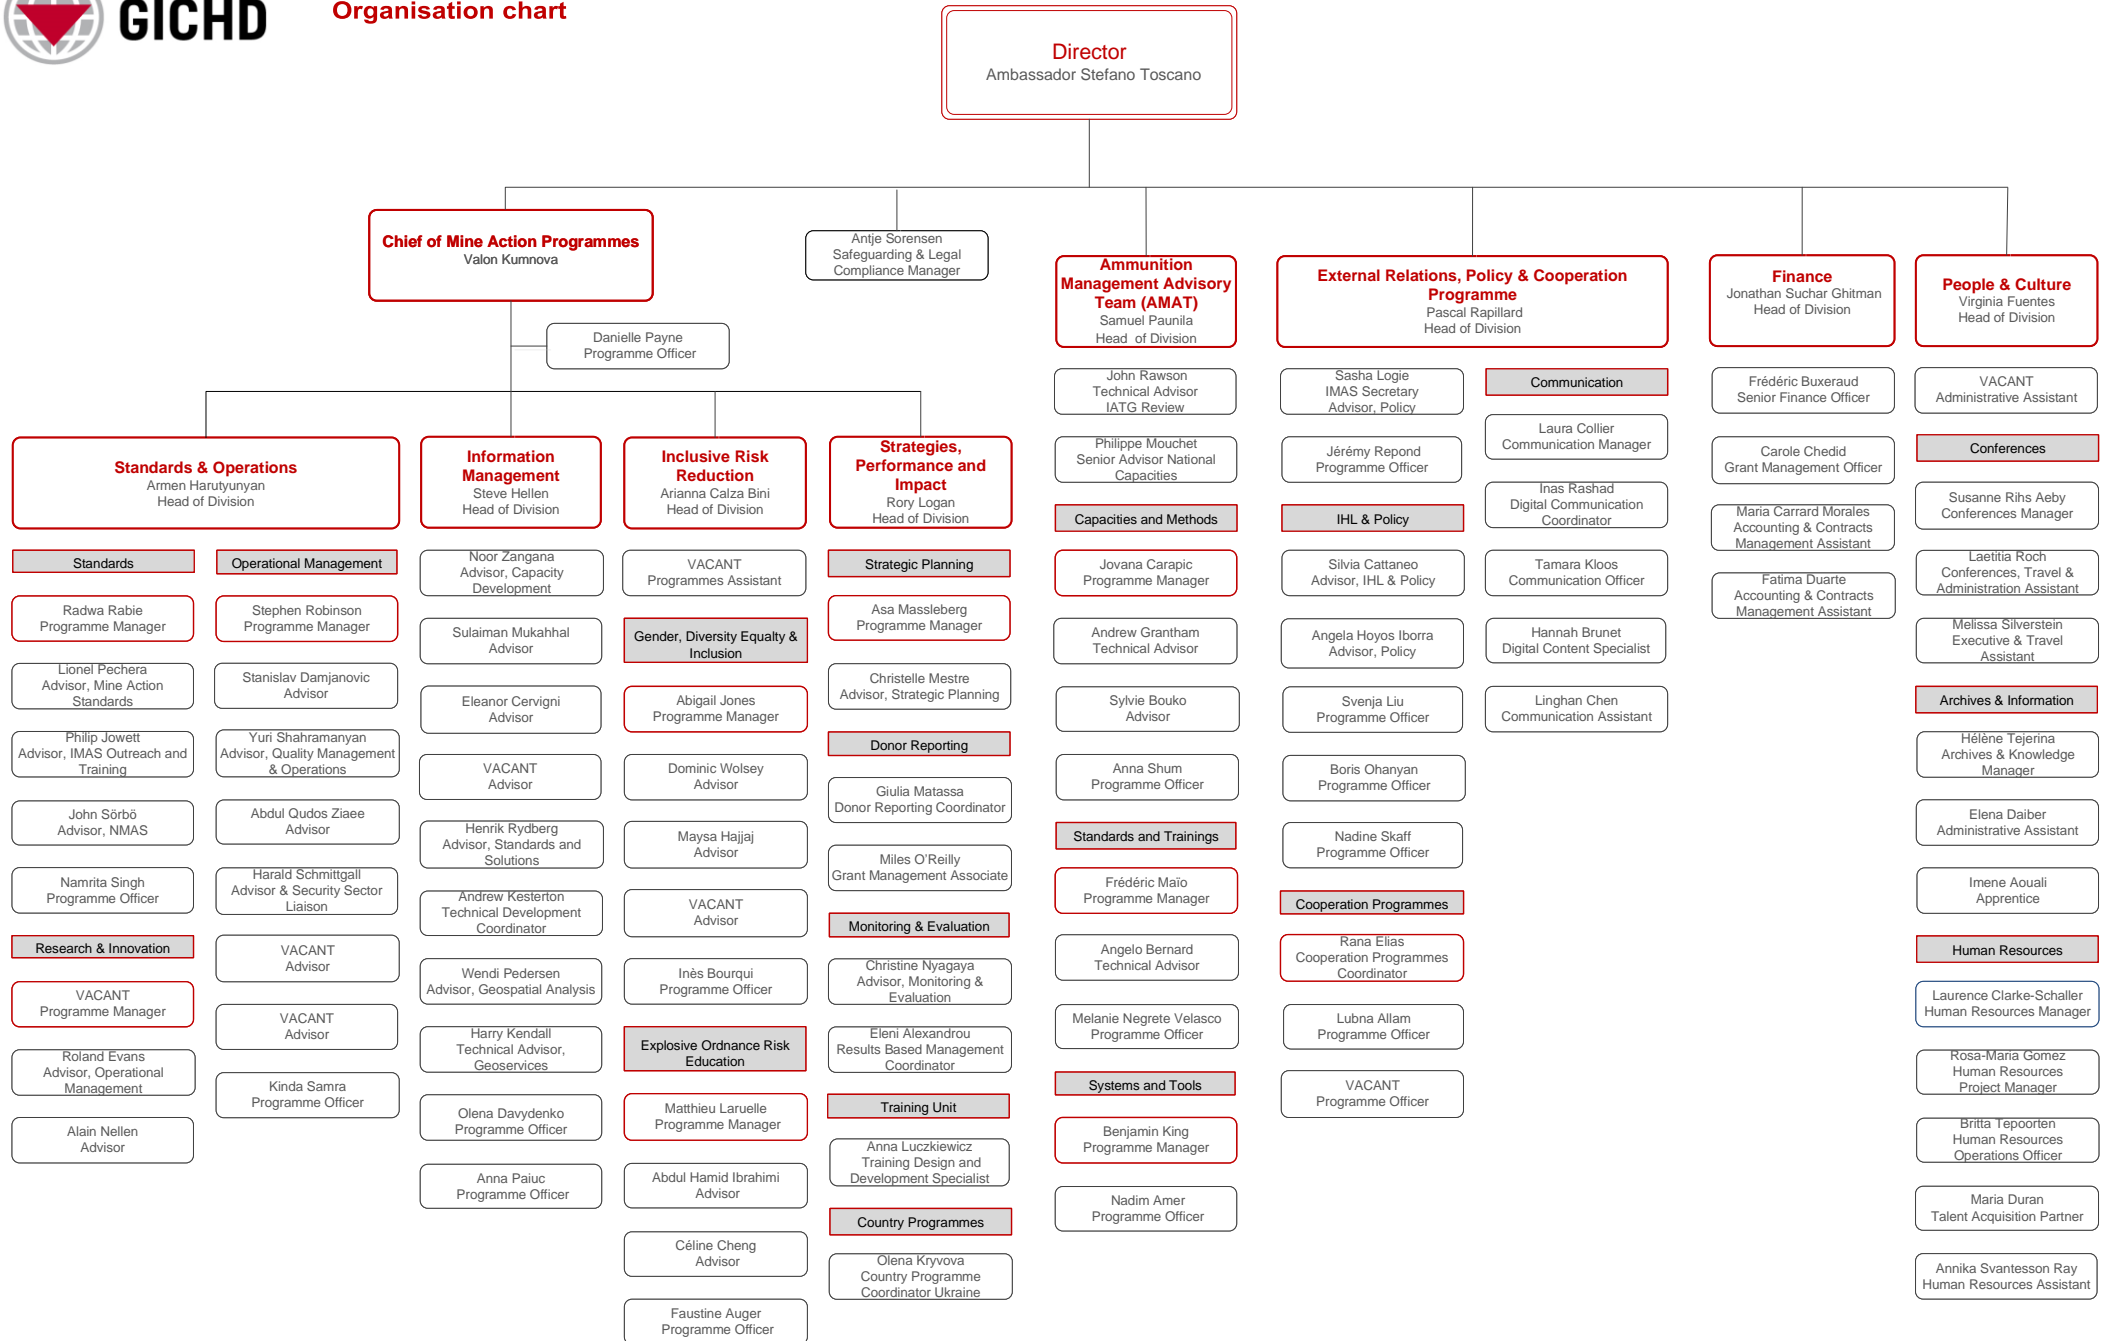 GICHD
Organisation chart
Director
Ambassador Stefano Toscano
Chief of Mine Action Programmes
Valon Kumnova
Antje Sorensen
Safeguarding & Legal
Compliance Manager
Danielle Payne
Programme Officer
Standards & Operations
Armen Harutyunyan
Head of Division
Standards
Radwa Rabie
Programme Manager
Lionel Pechera
Advisor, Mine Action
Standards
Philip Jowett
Advisor, IMAS Outreach and
Training
John Sörbö
Advisor, NMAS
Namrita Singh
Programme Officer
Research & Innovation
VACANT
Programme Manager
Roland Evans
Advisor, Operational
Management
Alain Nellen
Advisor
Operational Management
Stephen Robinson
Programme Manager
Stanislav Damjanovic
Advisor
Yuri Shahramanyan
Advisor, Quality Management
& Operations
Abdul Qudos Ziaee
Advisor
Harald Schmittgall
Advisor & Security Sector
Liaison
VACANT
Advisor
VACANT
Advisor
Kinda Samra
Programme Officer
Information
Management
Steve Hellen
Head of Division
Noor Zangana
Advisor, Capacity
Development
Sulaiman Mukahhal
Advisor
Eleanor Cervigni
Advisor
VACANT
Advisor
Henrik Rydberg
Advisor, Standards and
Solutions
Andrew Kesterton
Technical Development
Coordinator
Wendi Pedersen
Advisor, Geospatial Analysis
Harry Kendall
Technical Advisor,
Geoservices
Olena Davydenko
Programme Officer
Anna Paiuc
Programme Officer
Inclusive Risk
Reduction
Arianna Calza Bini
Head of Division
VACANT
Programmes Assistant
Gender, Diversity Equalty &
Inclusion
Abigail Jones
Programme Manager
Dominic Wolsey
Advisor
Maysa Hajjaj
Advisor
VACANT
Advisor
Inès Bourqui
Programme Officer
Explosive Ordnance Risk
Education
Matthieu Laruelle
Programme Manager
Abdul Hamid Ibrahimi
Advisor
Céline Cheng
Advisor
Faustine Auger
Programme Officer
Strategies,
Performance and
Impact
Rory Logan
Head of Division
Strategic Planning
Asa Massleberg
Programme Manager
Christelle Mestre
Advisor, Strategic Planning
Donor Reporting
Giulia Matassa
Donor Reporting Coordinator
Miles O'Reilly
Grant Management Associate
Monitoring & Evaluation
Christine Nyagaya
Advisor, Monitoring &
Evaluation
Eleni Alexandrou
Results Based Management
Coordinator
Training Unit
Anna Luczkiewicz
Training Design and
Development Specialist
Country Programmes
Olena Kryvova
Country Programme
Coordinator Ukraine
Ammunition
Management Advisory
Team (AMAT)
Samuel Paunila
Head of Division
John Rawson
Technical Advisor
IATG Review
Philippe Mouchet
Senior Advisor National
Capacities
Capacities and Methods
Jovana Carapic
Programme Manager
Andrew Grantham
Technical Advisor
Sylvie Bouko
Advisor
Anna Shum
Programme Officer
Standards and Trainings
Frédéric Maïo
Programme Manager
Angelo Bernard
Technical Advisor
Melanie Negrete Velasco
Programme Officer
Systems and Tools
Benjamin King
Programme Manager
Nadim Amer
Programme Officer
External Relations, Policy & Cooperation
Programme
Pascal Rapillard
Head of Division
Sasha Logie
IMAS Secretary
Advisor, Policy
Jérémy Repond
Programme Officer
IHL & Policy
Silvia Cattaneo
Advisor, IHL & Policy
Angela Hoyos Iborra
Advisor, Policy
Svenja Liu
Programme Officer
Boris Ohanyan
Programme Officer
Nadine Skaff
Programme Officer
Cooperation Programmes
Rana Elias
Cooperation Programmes
Coordinator
Lubna Allam
Programme Officer
VACANT
Programme Officer
Communication
Laura Collier
Communication Manager
Inas Rashad
Digital Communication
Coordinator
Tamara Kloos
Communication Officer
Hannah Brunet
Digital Content Specialist
Linghan Chen
Communication Assistant
Finance
Jonathan Suchar Ghitman
Head of Division
Frédéric Buxeraud
Senior Finance Officer
Carole Chedid
Grant Management Officer
Maria Carrard Morales
Accounting & Contracts
Management Assistant
Fatima Duarte
Accounting & Contracts
Management Assistant
People & Culture
Virginia Fuentes
Head of Division
VACANT
Administrative Assistant
Conferences
Susanne Rihs Aeby
Conferences Manager
Laetitia Roch
Conferences, Travel &
Administration Assistant
Melissa Silverstein
Executive & Travel
Assistant
Archives & Information
Hélène Tejerina
Archives & Knowledge
Manager
Elena Daiber
Administrative Assistant
Imene Aouali
Apprentice
Human Resources
Laurence Clarke-Schaller
Human Resources Manager
Rosa-Maria Gomez
Human Resources
Project Manager
Britta Tepoorten
Human Resources
Operations Officer
Maria Duran
Talent Acquisition Partner
Annika Svantesson Ray
Human Resources Assistant